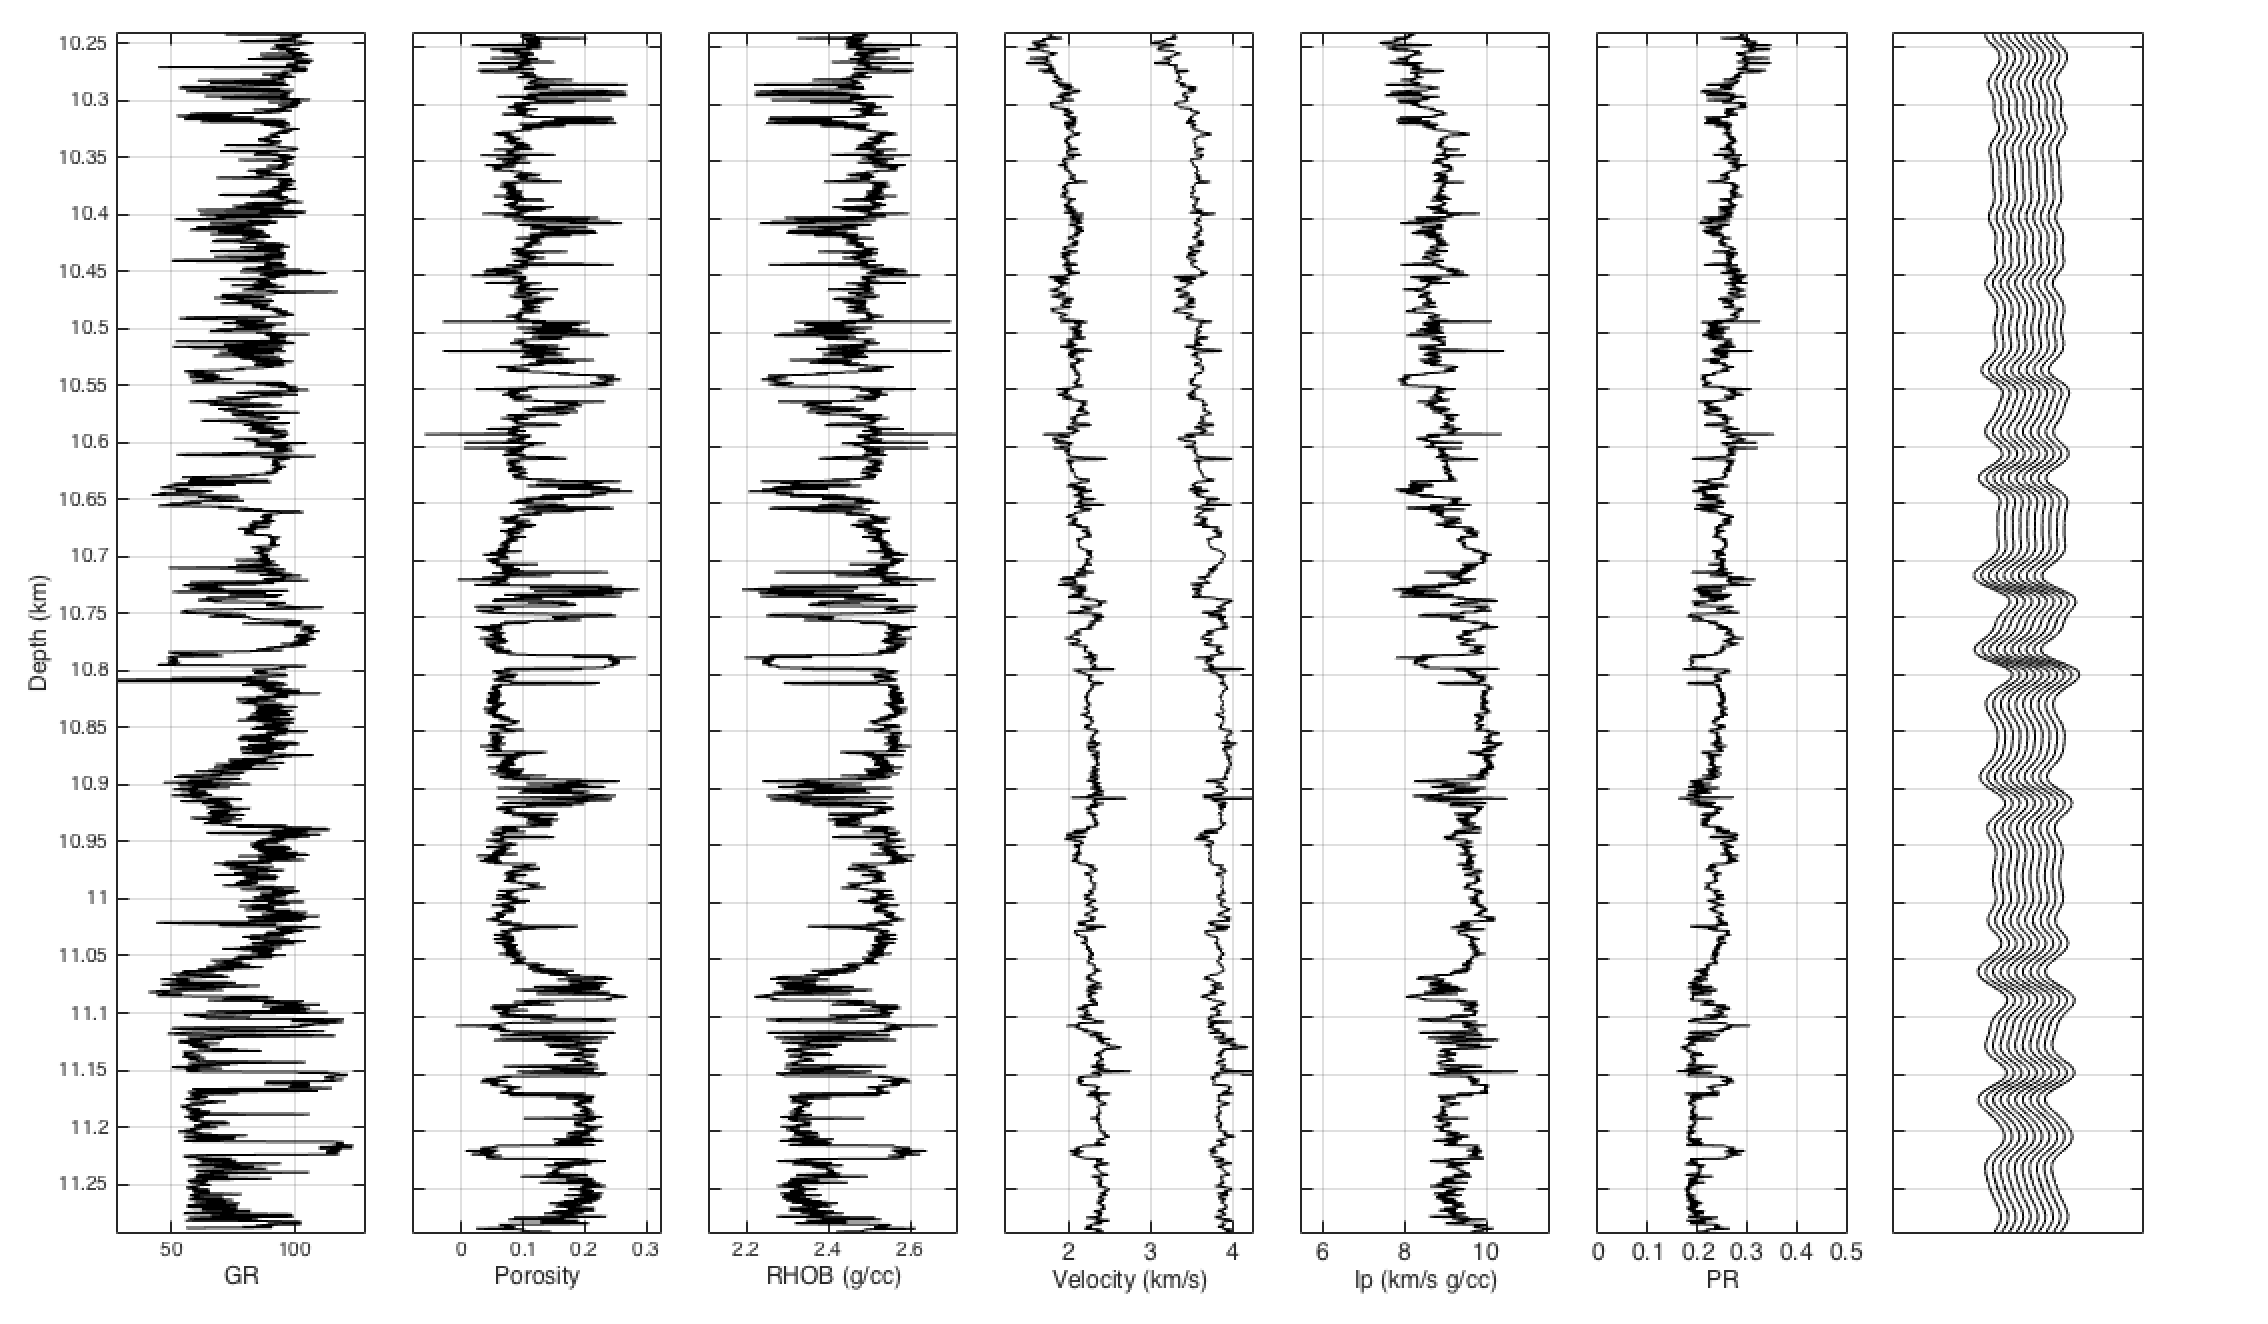 10.25
10.3
10.35
10.4
10.45
10.5
10.55
10.6
10.65
10.7
10.75
10.8
10.85
10.9
10.95
11
11.05
11.1
11.15
11.2
11.25
Depth (km)
50 100
GR
0 0.1 0.2 0.3
Porosity
2.2 2.4 2.6
RHOB (g/cc)
2 3 4
Velocity (km/s)
6 8 10
Ip (km/s g/cc)
0 0.1 0.2 0.3 0.4 0.5
PR